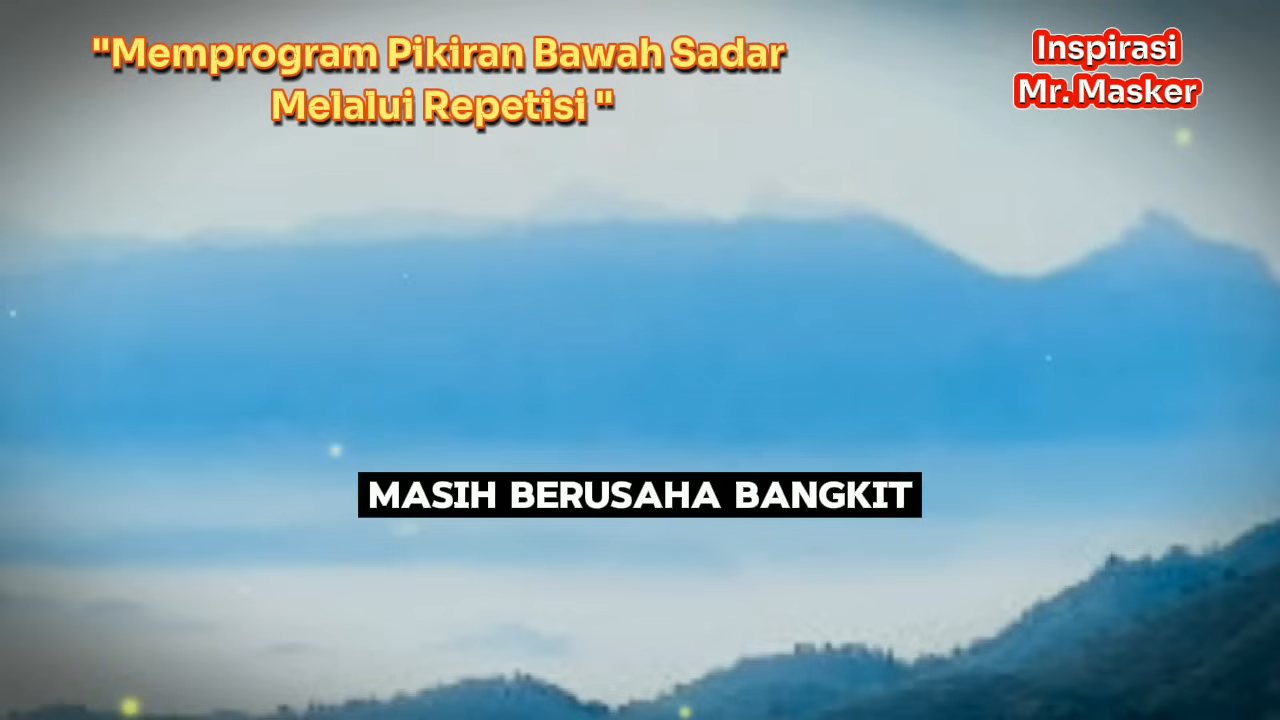 "Memprogram Pikiran Bawah Sadar
Melalui Repetisi "
Inspirasi
Mr. Masker
MASIH BERUSAHA BANGKIT